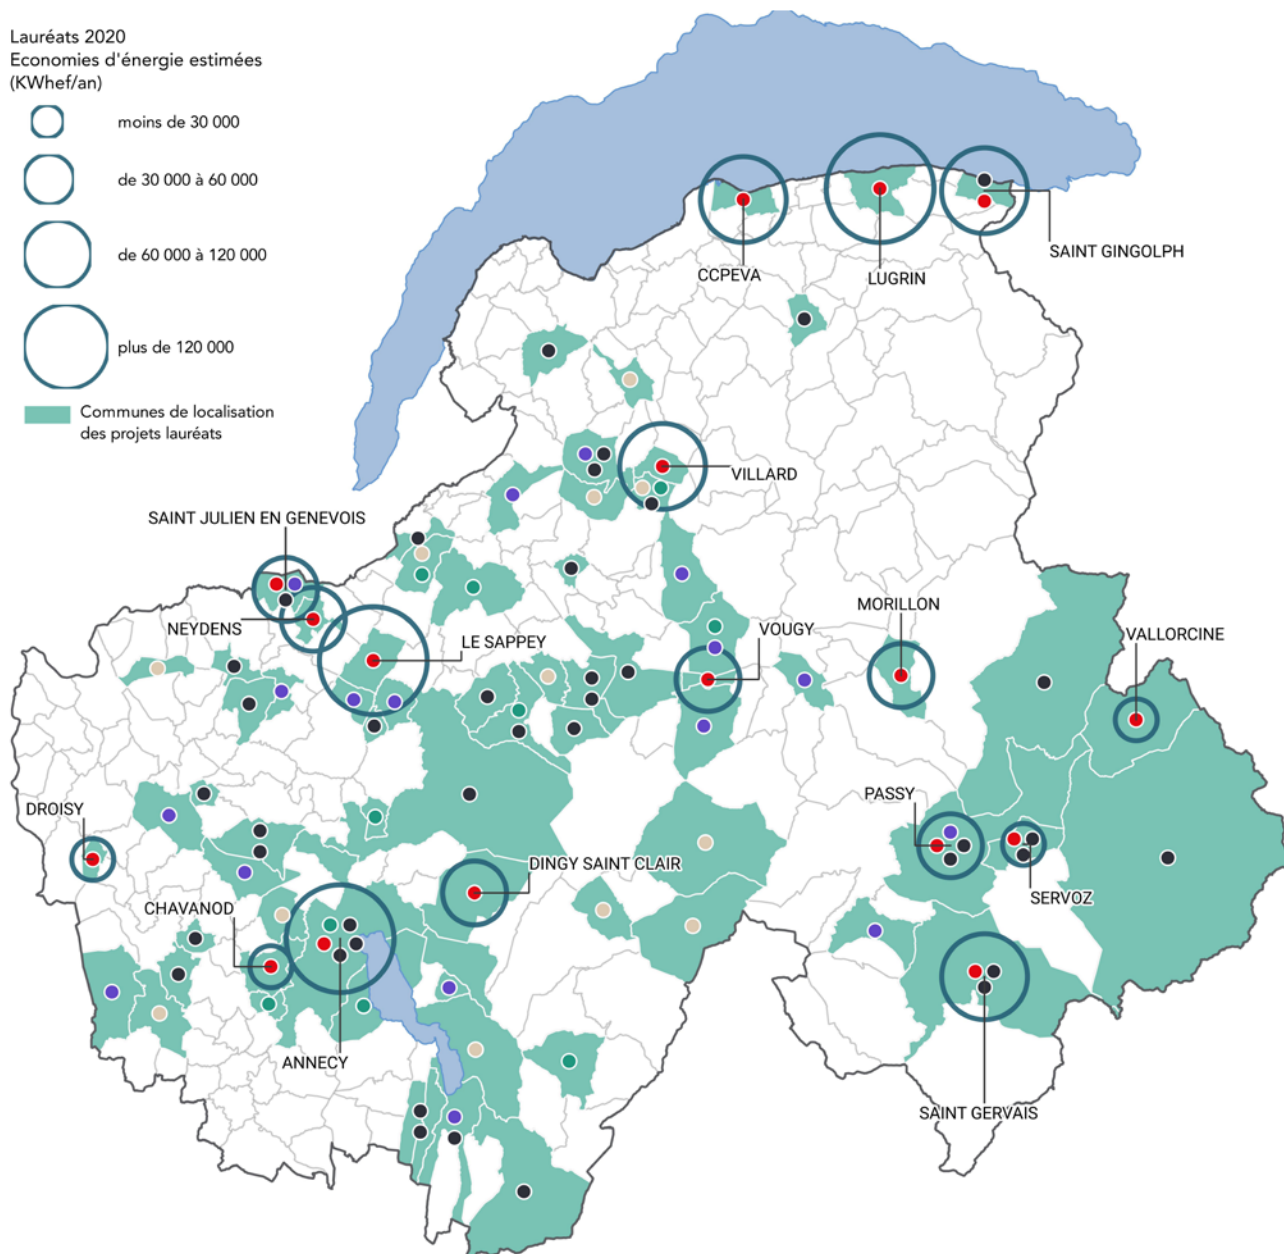 Lauréats 2020
Economies d'énergie estimées
(KWhef/an)
moins de 30 000
de 30 000 à 60 000
de 60 000 à 120 000
plus de 120 000
Communes de localisation
des projets lauréats
SAINT GINGOLPH
CCPEVA
LUGRIN
VILLARD
SAINT JULIEN EN GENEVOIS
MORILLON
NEYDENS
LE SAPPEY
VOUGY
VALLORCINE
PASSY
DROISY
DINGY SAINT CLAIR
SERVOZ
CHAVANOD
ANNECY
SAINT GERVAIS